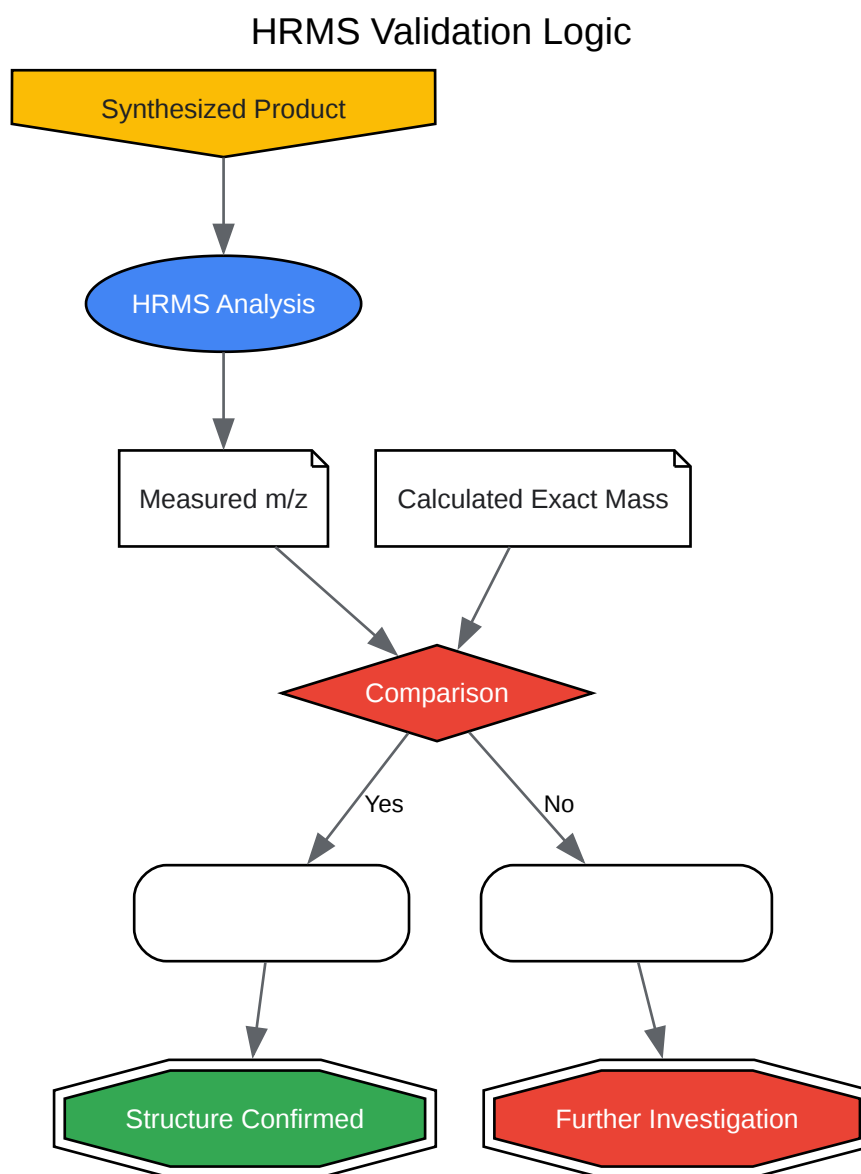 HRMS Validation Logic
Synthesized Product
HRMS Analysis
Measured m/z
Calculated Exact Mass
Comparison
Yes
No
Structure Confirmed
Further Investigation